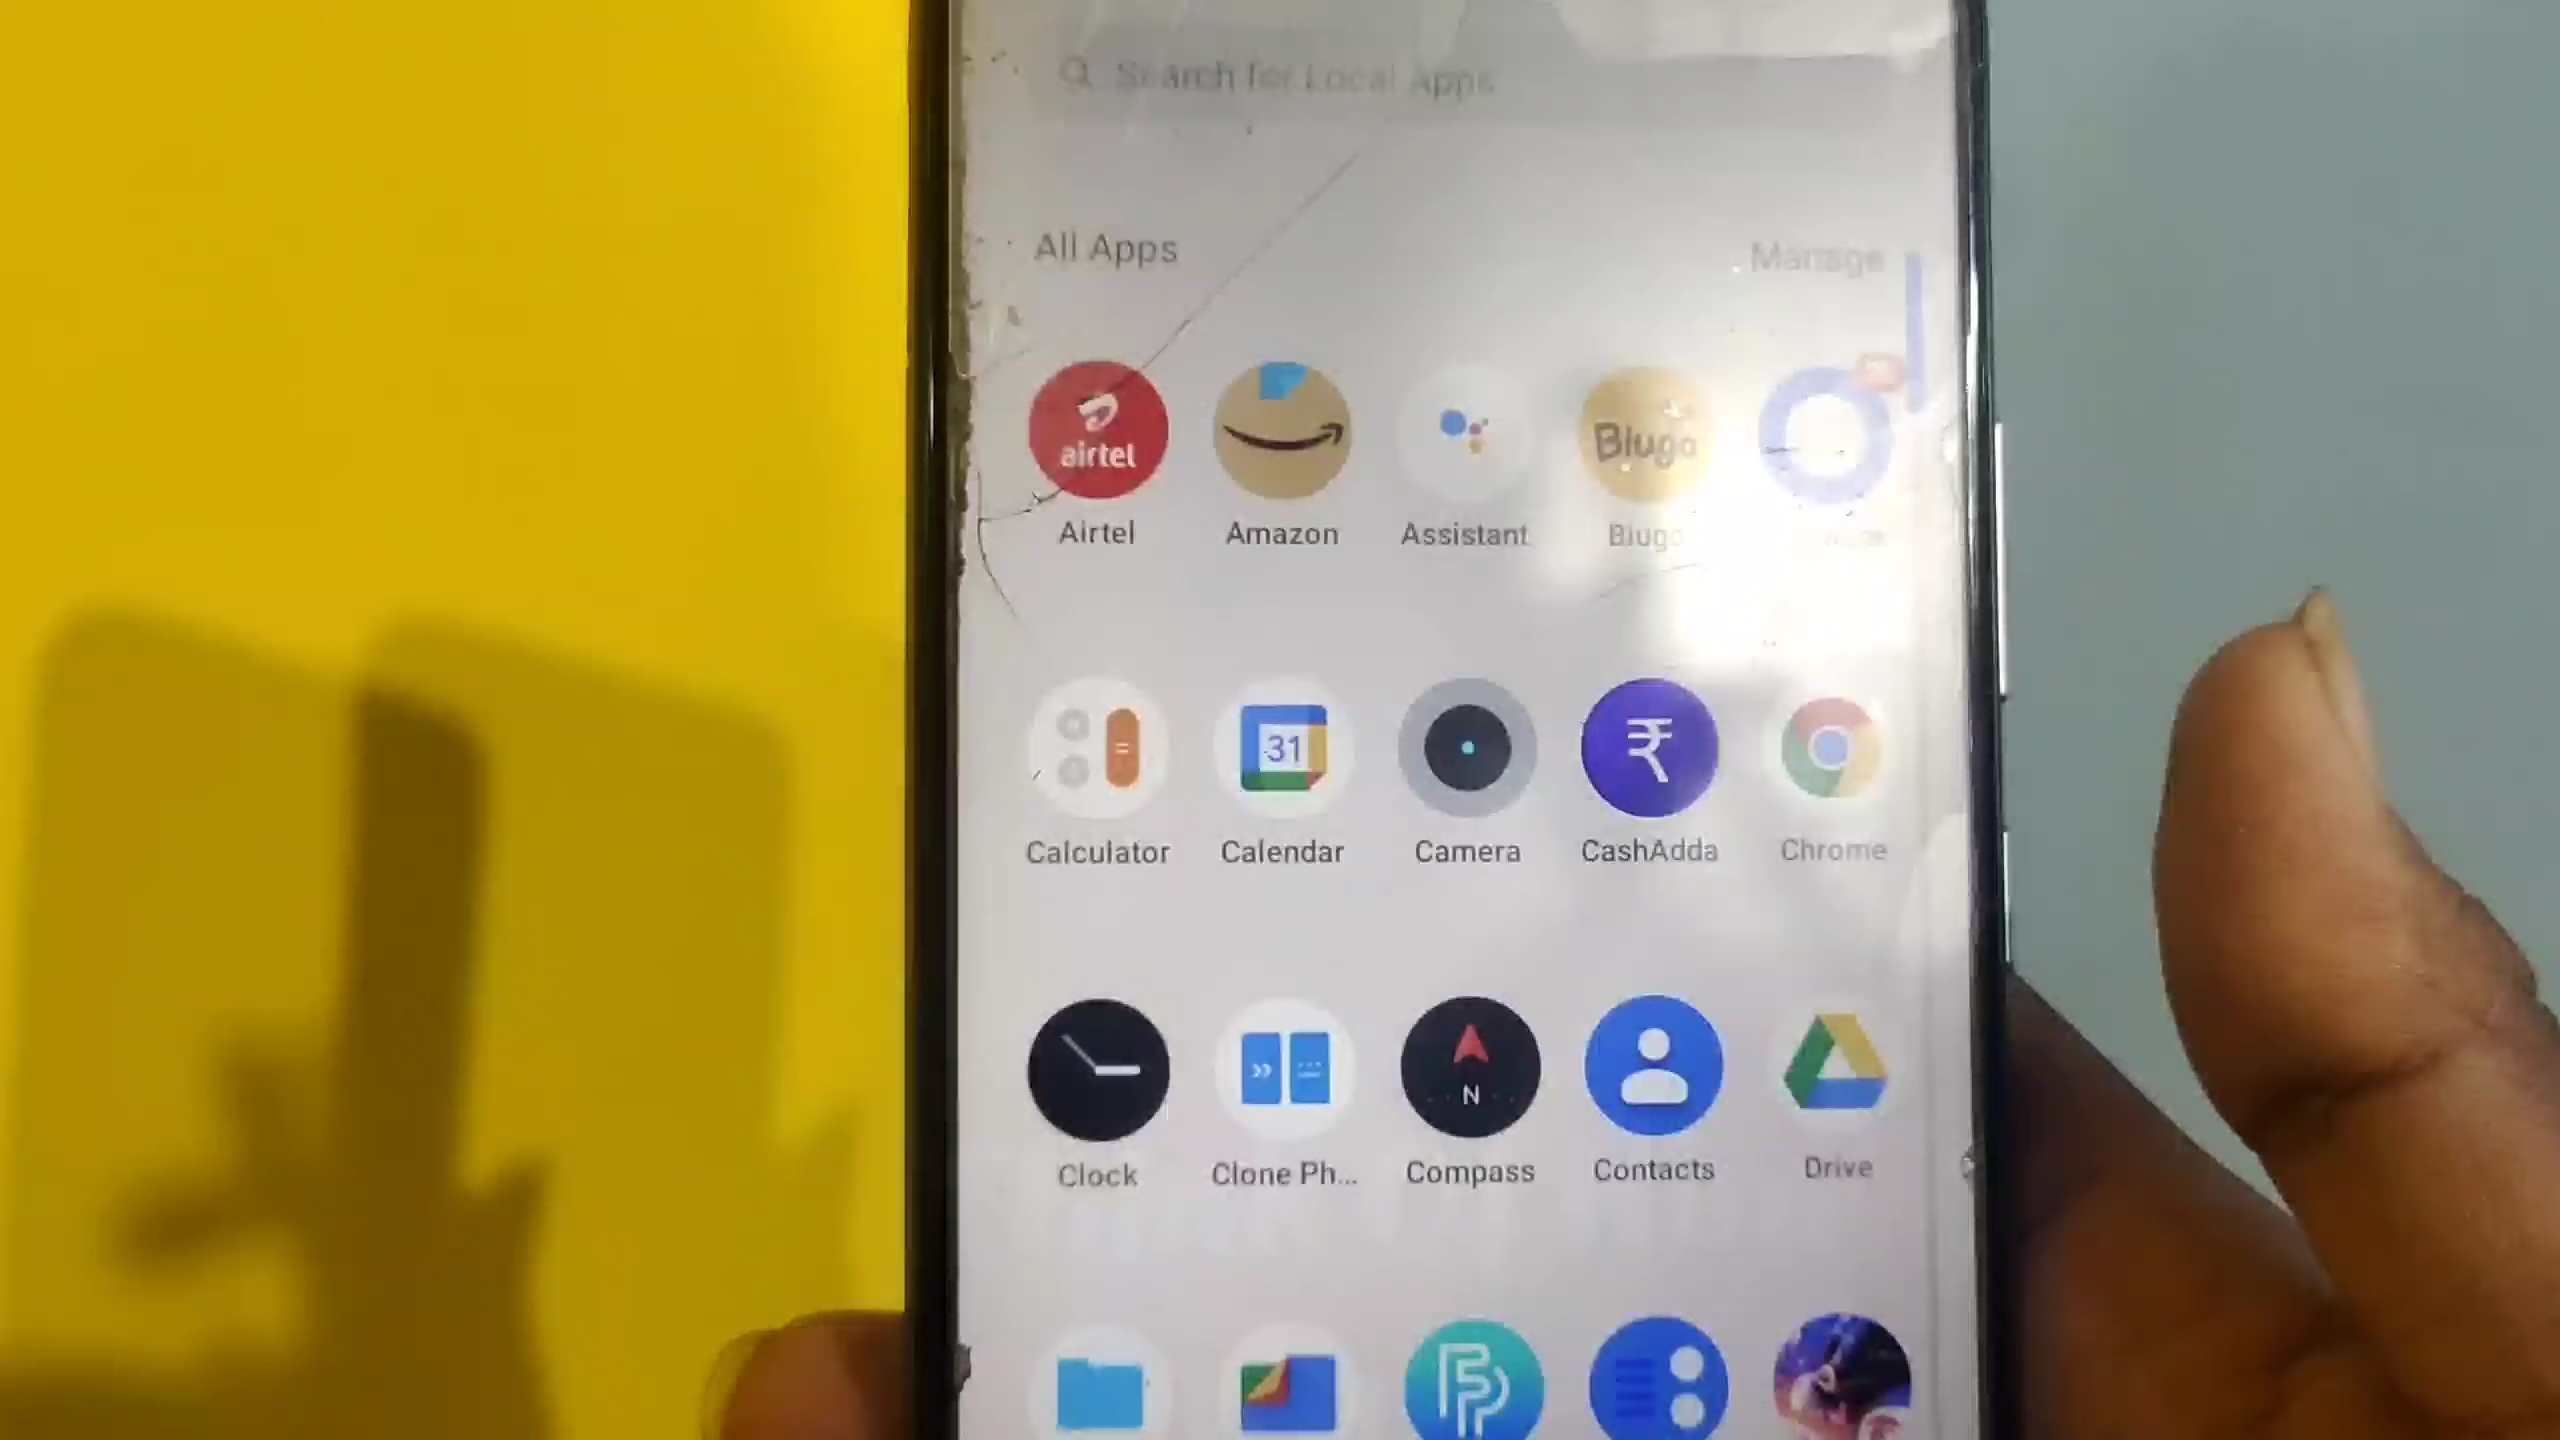 Search for Local Apps
All Apps
Manage
airtel
Blugo
Airtel
Amazon
Assistant
Blugo
31
₹
Calculator
Calendar
Camera
CashAdda
Chrome
N
Clock
Clone Ph...
Compass
Contacts
Drive